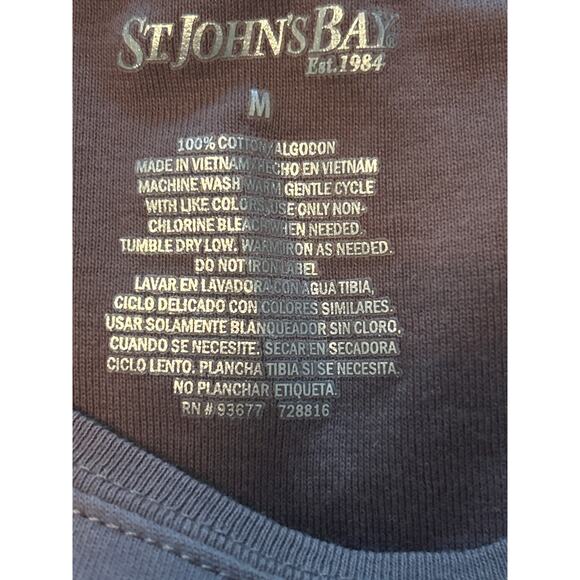 ST JOHN'S BAY®
Est. 1984
M
100% COTTON/ALGODON
MADE IN VIETNAM/HECHO EN VIETNAM
MACHINE WASH WARM GENTLE CYCLE
WITH LIKE COLORS, USE ONLY NON-
CHLORINE BLEACH WHEN NEEDED.
TUMBLE DRY LOW. WARM IRON AS NEEDED.
DO NOT IRON LABEL
LAVAR EN LAVADORA CON AGUA TIBIA,
CICLO DELICADO CON COLORES SIMILARES.
USAR SOLAMENTE BLANQUEADOR SIN CLORO,
CUANDO SE NECESITE. SECAR EN SECADORA
CICLO LENTO. PLANCHA TIBIA SI SE NECESITA.
NO PLANCHAR ETIQUETA.
RN # 93677 728816